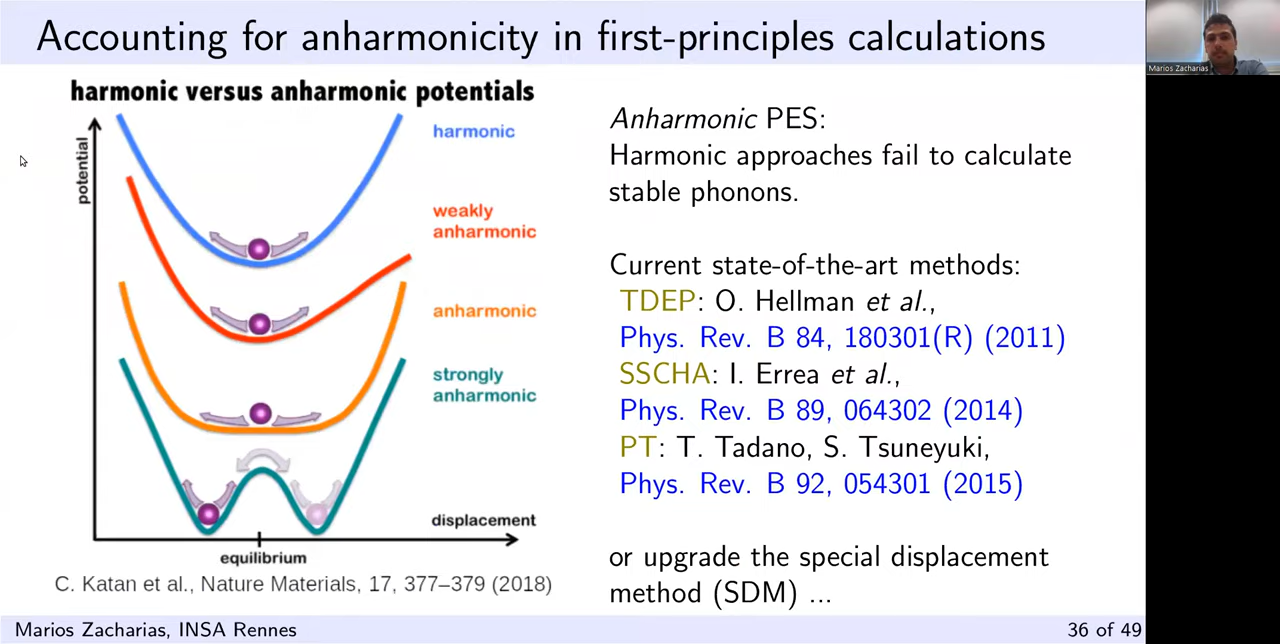 Accounting for anharmonicity in first-principles calculations
Marios Zacharias
harmonic versus anharmonic potentials
potential
harmonic
weakly
anharmonic
anharmonic
strongly
anharmonic
displacement
equilibrium
C. Katan et al., Nature Materials, 17, 377–379 (2018)
Anharmonic PES:
Harmonic approaches fail to calculate
stable phonons.
Current state-of-the-art methods:
TDEP: O. Hellman et al.,
Phys. Rev. B 84, 180301(R) (2011)
SSCHA: I. Errea et al.,
Phys. Rev. B 89, 064302 (2014)
PT: T. Tadano, S. Tsuneyuki,
Phys. Rev. B 92, 054301 (2015)
or upgrade the special displacement
method (SDM) ...
Marios Zacharias, INSA Rennes
36 of 49